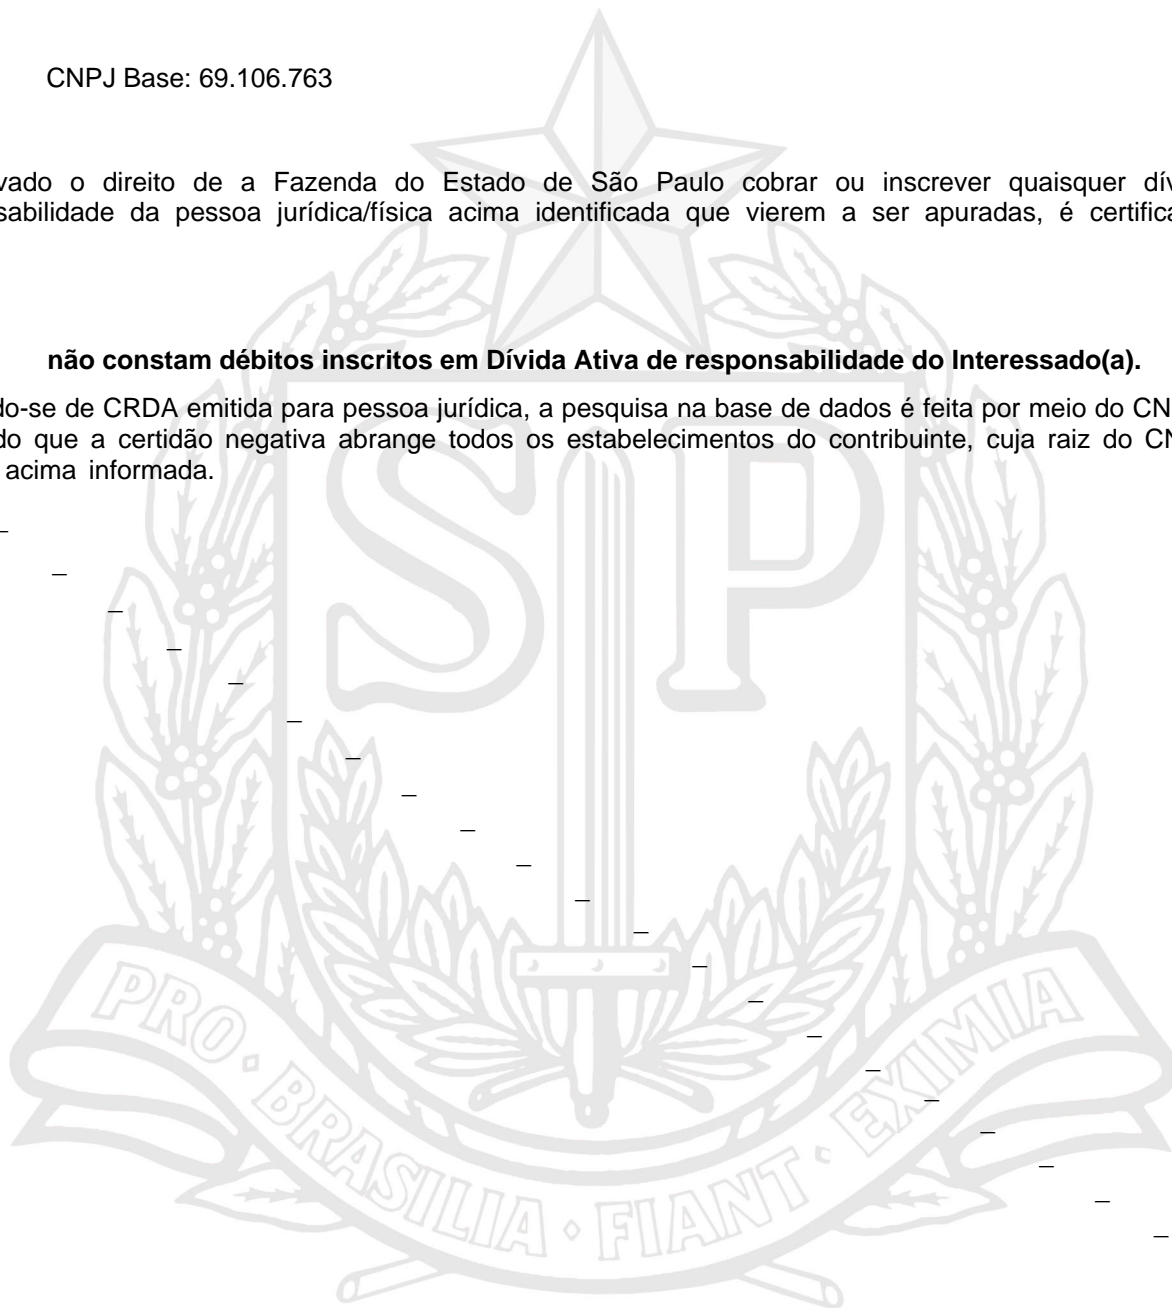 CNPJ Base: 69.106.763
vado o direito de a Fazenda do Estado de São Paulo cobrar ou inscrever quaisquer dív
sabilidade da pessoa jurídica/física acima identificada que vierem a ser apuradas, é certifica
não constam débitos inscritos em Dívida Ativa de responsabilidade do Interessado(a).
do-se de CRDA emitida para pessoa jurídica, a pesquisa na base de dados é feita por meio do CN
do que a certidão negativa abrange todos os estabelecimentos do contribuinte, cuja raiz do CN
acima informada.
SP
PRO • BRASILIA • FIANT • EXIMIA